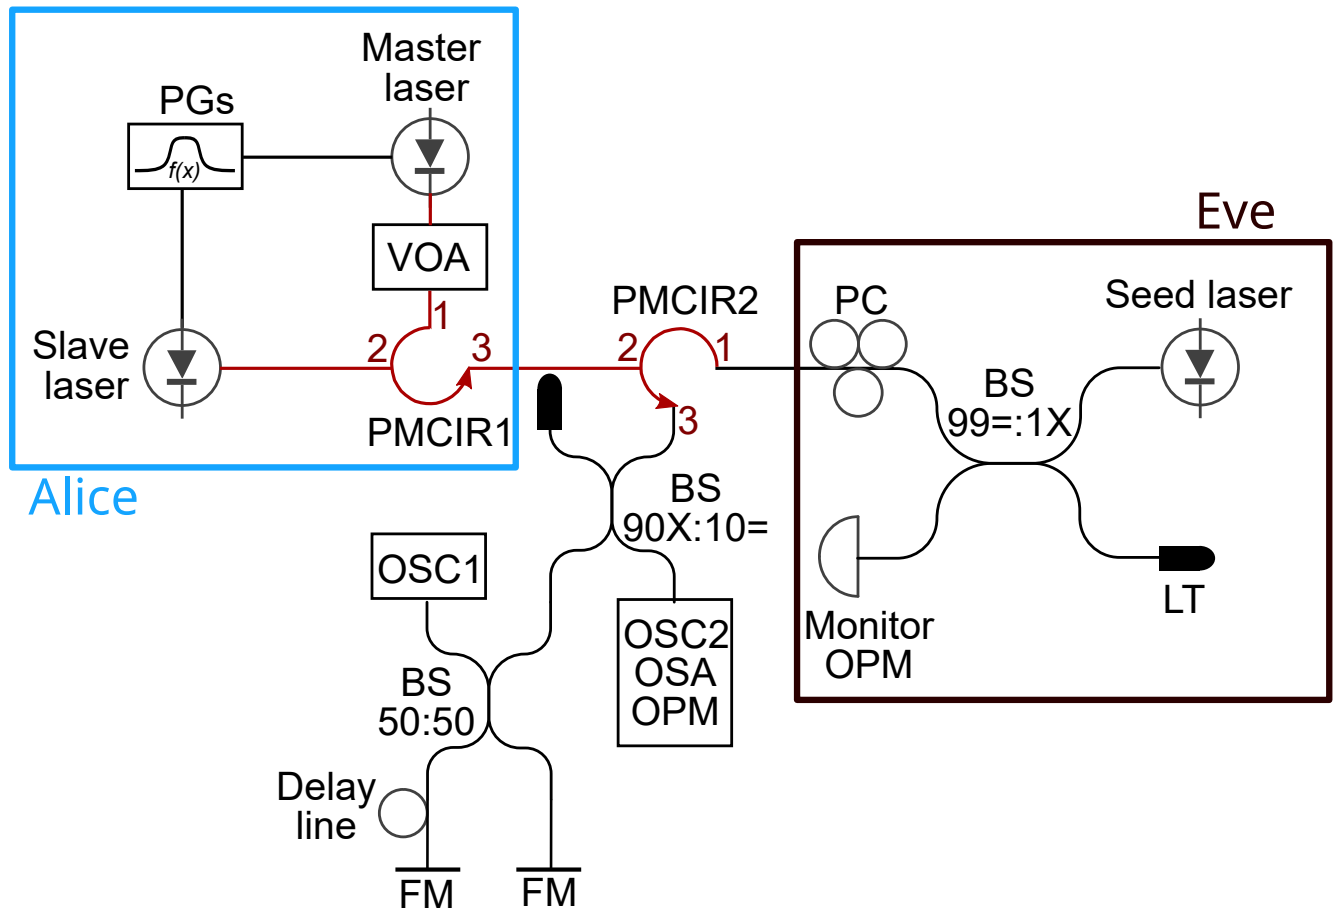 Master
laser
PGs
f(x)
VOA
1
2
3
Slave
laser
PMCIR1
Alice
PMCIR2
2
1
3
Eve
PC
Seed laser
BS
99=:1X
Monitor
OPM
LT
BS
90X:10=
OSC1
OSC2
OSA
OPM
BS
50:50
Delay
line
FM
FM